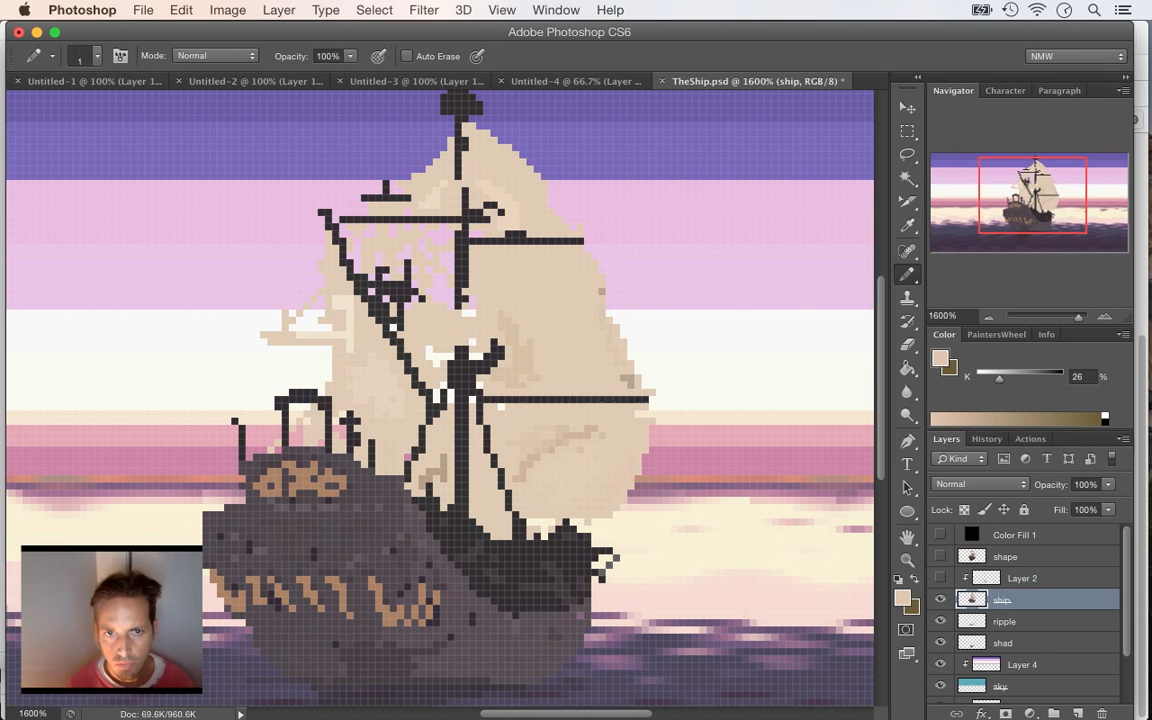 Photoshop File Edit Image Layer Type Select Filter 3D View Window Help
Adobe Photoshop CS6
1 Mode: Normal Opacity: 100% Auto Erase NMW
Untitled-1 @ 100% (Layer 1... Untitled-2 @ 100% (Layer 1... Untitled-3 @ 100% (Layer 1... Untitled-4 @ 66.7% (Layer ... TheShip.psd @ 1600% (ship, RGB/8) *
Navigator Character Paragraph
1600%
Color PaintersWheel Info
K 26 %
Layers History Actions
Kind
Normal Opacity: 100%
Lock: Fill: 100%
Color Fill 1
shape
Layer 2
ship
ripple
shad
Layer 4
sky
1600% Doc: 69.6K/960.6K